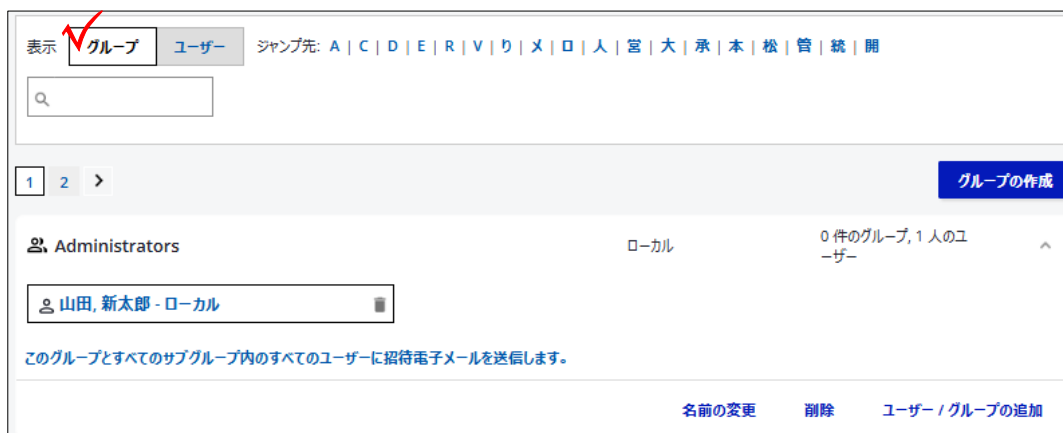 表示 グループ ユーザー ジャンプ先: A | C | D | E | R | V | り | メ | ロ | 人 | 営 | 大 | 承 | 本 | 松 | 管 | 統 | 開
1 2 >
グループの作成
Administrators ローカル 0 件のグループ, 1 人のユ
ーザー
山田, 新太郎 - ローカル
このグループとすべてのサブグループ内のすべてのユーザーに招待電子メールを送信します。
名前の変更 削除 ユーザー / グループの追加